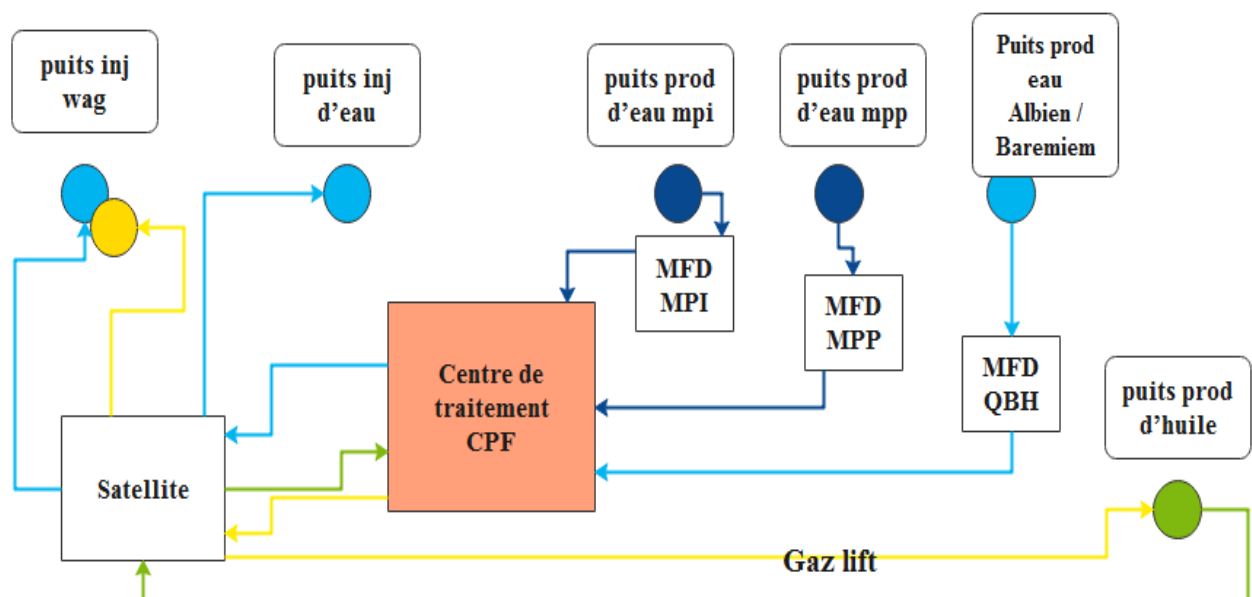 puits inj
wag
puits inj
d'eau
puits prod
d'eau mpi
puits prod
d'eau mpp
Puits prod
eau
Albien /
Baremiem
MFD
MPI
MFD
MPP
MFD
QBH
puits prod
d'huile
Centre de
traitement
CPF
Satellite
Gaz lift